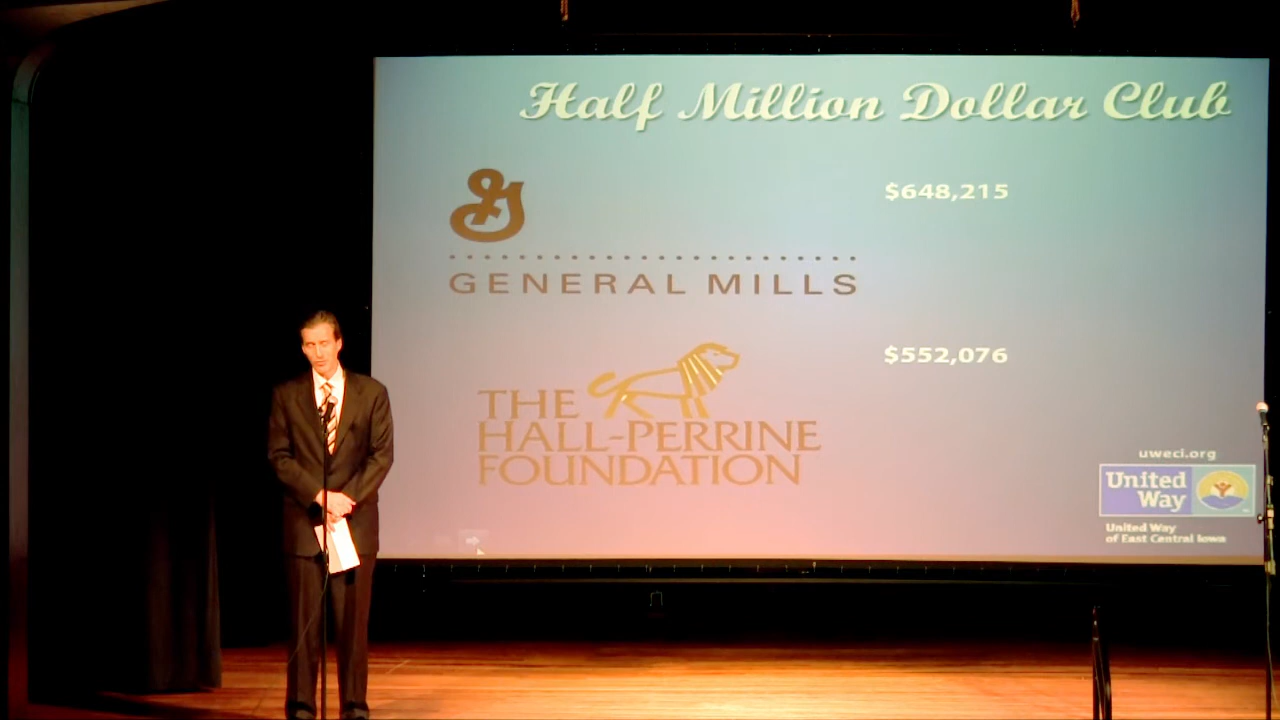 Half Million Dollar Club
$648,215
GENERAL MILLS
$552,076
THE
HALL-PERRINE
FOUNDATION
uweci.org
United
Way
United Way
of East Central Iowa